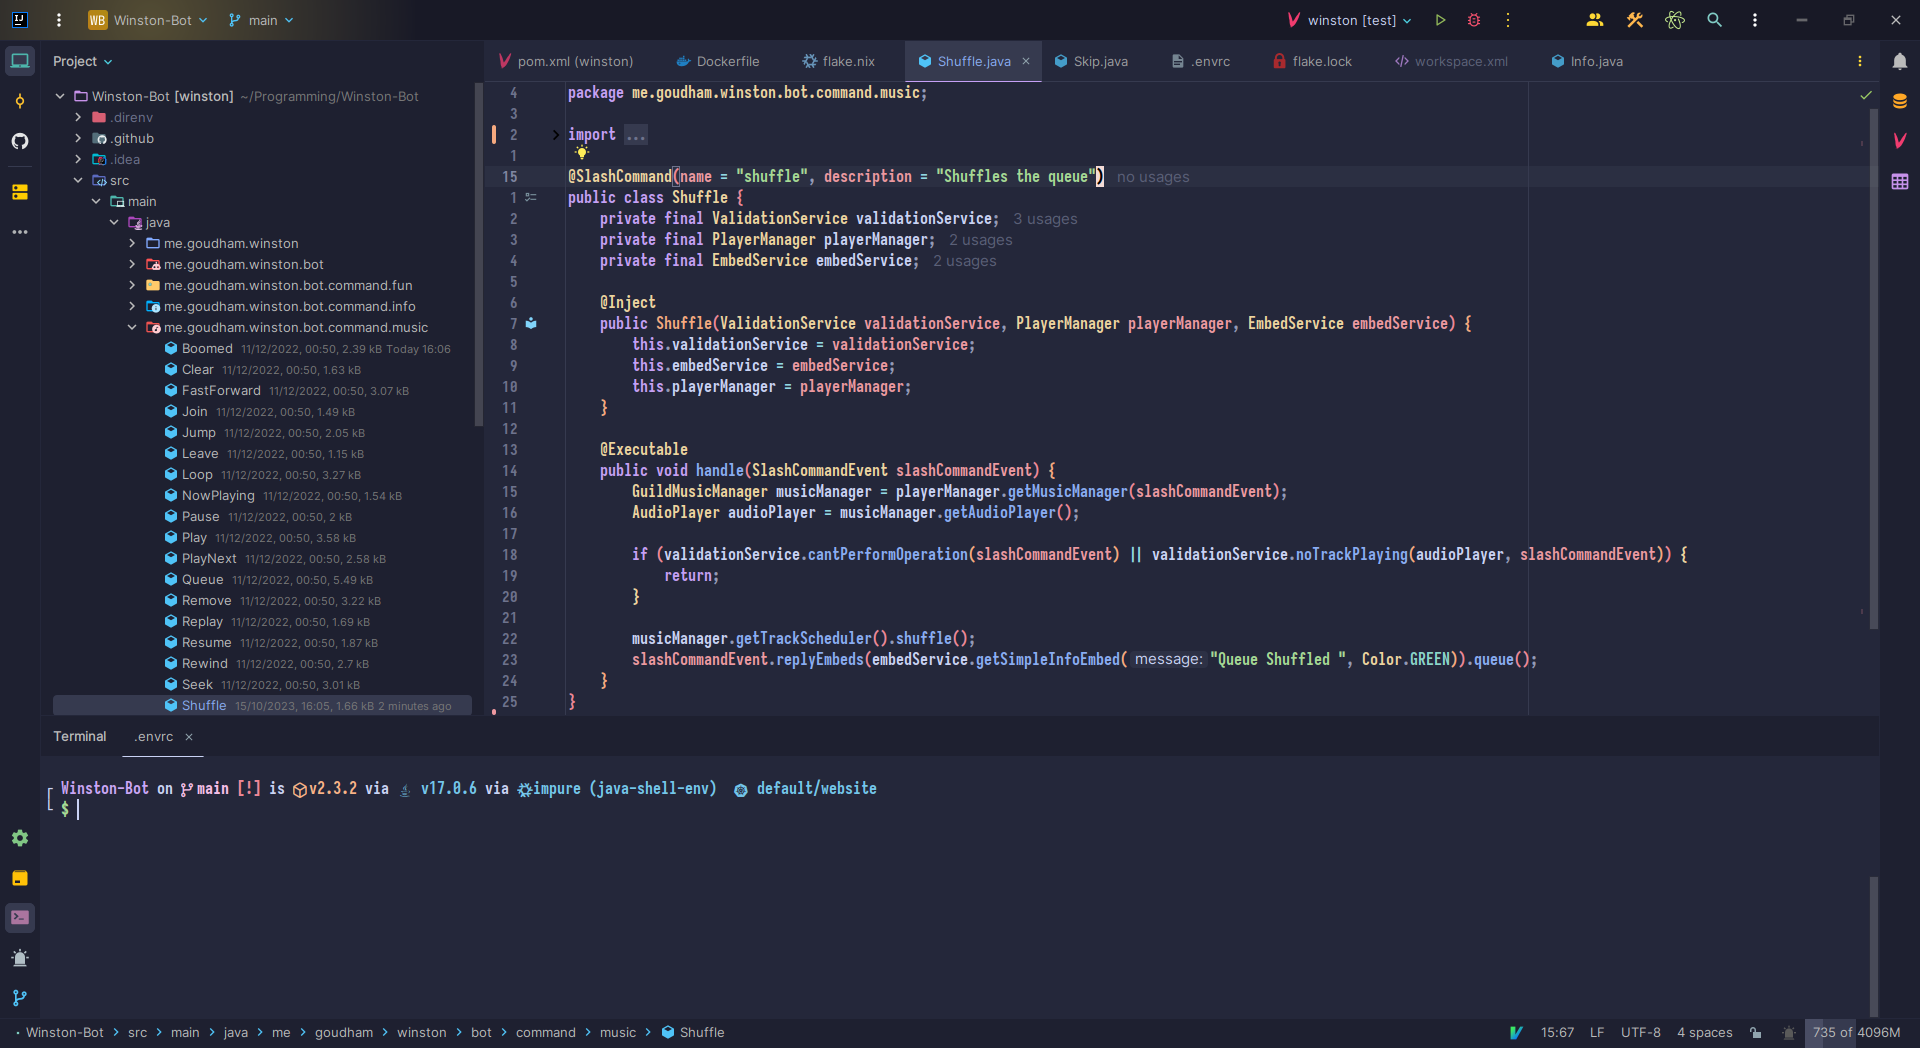 WB Winston-Bot main winston [test]
Project
pom.xml (winston) Dockerfile flake.nix Shuffle.java Skip.java .envrc flake.lock workspace.xml Info.java
Winston-Bot [winston] ~/Programming/Winston-Bot
.direnv
.github
.idea
src
main
java
me.goudham.winston
me.goudham.winston.bot
me.goudham.winston.bot.command.fun
me.goudham.winston.bot.command.info
me.goudham.winston.bot.command.music
Boomed 11/12/2022, 00:50, 2.39 kB Today 16:06
Clear 11/12/2022, 00:50, 1.63 kB
FastForward 11/12/2022, 00:50, 3.07 kB
Join 11/12/2022, 00:50, 1.49 kB
Jump 11/12/2022, 00:50, 2.05 kB
Leave 11/12/2022, 00:50, 1.15 kB
Loop 11/12/2022, 00:50, 3.27 kB
NowPlaying 11/12/2022, 00:50, 1.54 kB
Pause 11/12/2022, 00:50, 2 kB
Play 11/12/2022, 00:50, 3.58 kB
PlayNext 11/12/2022, 00:50, 2.58 kB
Queue 11/12/2022, 00:50, 5.49 kB
Remove 11/12/2022, 00:50, 3.22 kB
Replay 11/12/2022, 00:50, 1.69 kB
Resume 11/12/2022, 00:50, 1.87 kB
Rewind 11/12/2022, 00:50, 2.7 kB
Seek 11/12/2022, 00:50, 3.01 kB
Shuffle 15/10/2023, 16:05, 1.66 kB 2 minutes ago
4 package me.goudham.winston.bot.command.music;
3
2 import ...
1
15 @SlashCommand(name = "shuffle", description = "Shuffles the queue") no usages
1 public class Shuffle {
2 private final ValidationService validationService; 3 usages
3 private final PlayerManager playerManager; 2 usages
4 private final EmbedService embedService; 2 usages
5
6 @Inject
7 public Shuffle(ValidationService validationService, PlayerManager playerManager, EmbedService embedService) {
8 this.validationService = validationService;
9 this.embedService = embedService;
10 this.playerManager = playerManager;
11 }
12
13 @Executable
14 public void handle(SlashCommandEvent slashCommandEvent) {
15 GuildMusicManager musicManager = playerManager.getMusicManager(slashCommandEvent);
16 AudioPlayer audioPlayer = musicManager.getAudioPlayer();
17
18 if (validationService.cantPerformOperation(slashCommandEvent) || validationService.noTrackPlaying(audioPlayer, slashCommandEvent)) {
19 return;
20 }
21
22 musicManager.getTrackScheduler().shuffle();
23 slashCommandEvent.replyEmbeds(embedService.getSimpleInfoEmbed( message: "Queue Shuffled ", Color.GREEN)).queue();
24 }
25 }
Terminal .envrc
Winston-Bot on main [!] is v2.3.2 via v17.0.6 via impure (java-shell-env) default/website
$
Winston-Bot > src > main > java > me > goudham > winston > bot > command > music > Shuffle
15:67 LF UTF-8 4 spaces 735 of 4096M